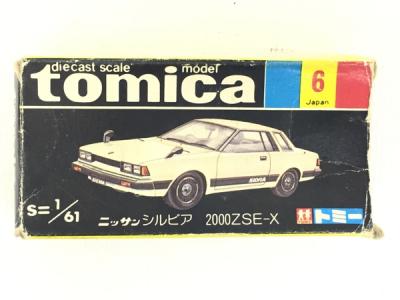 diecast scale model
tomica
6
Japan
SILVIA
S=1/61
ニッサン シルビア 2000ZSE-X
トミー